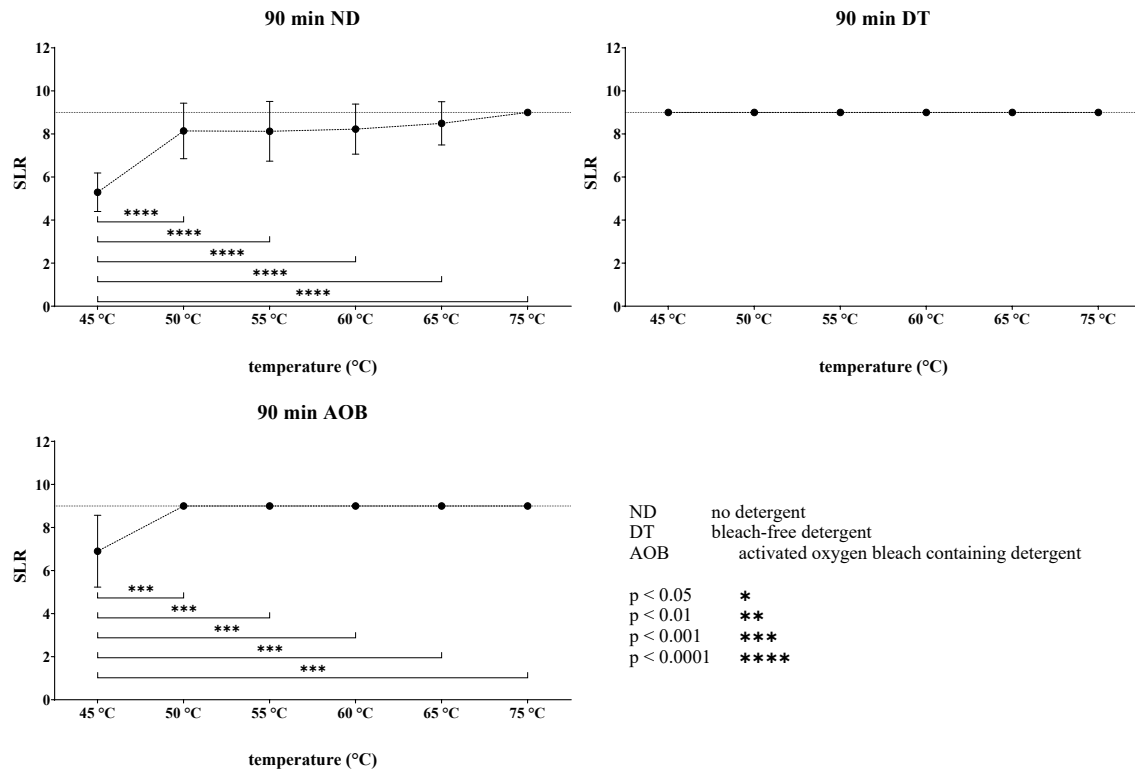 90 min ND
12
10
8
6
4
2
0
SLR
****
****
****
****
****
45 °C 50 °C 55 °C 60 °C 65 °C 75 °C
temperature (°C)
90 min DT
12
10
8
6
4
2
0
SLR
45 °C 50 °C 55 °C 60 °C 65 °C 75 °C
temperature (°C)
90 min AOB
12
10
8
6
4
2
0
SLR
***
***
***
***
***
45 °C 50 °C 55 °C 60 °C 65 °C 75 °C
temperature (°C)
ND no detergent
DT bleach-free detergent
AOB activated oxygen bleach containing detergent
p < 0.05 *
p < 0.01 **
p < 0.001 ***
p < 0.0001 ****